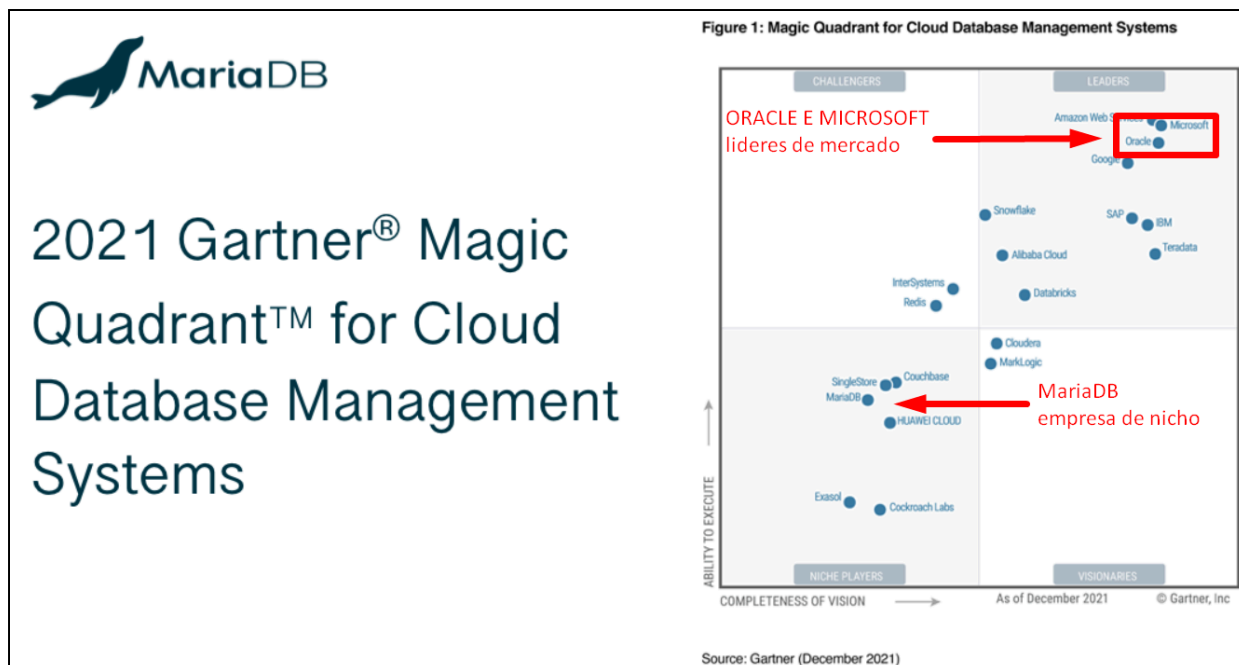 MariaDB
2021 Gartner® Magic
Quadrant™ for Cloud
Database Management
Systems
Figure 1: Magic Quadrant for Cloud Database Management Systems
CHALLENGERS
LEADERS
ORACLE E MICROSOFT
lideres de mercado
Amazon Web
Microsoft
Oracle
Google
Snowflake
SAP
IBM
Teradata
Alibaba Cloud
Databricks
InterSystems
Redis
Cloudera
MarkLogic
Couchbase
SingleStore
MariaDB
HUAWEI CLOUD
MariaDB
empresa de nicho
Exasol
Cockroach Labs
ABILITY TO EXECUTE
NICHE PLAYERS
VISIONARIES
COMPLETENESS OF VISION
As of December 2021
© Gartner, Inc
Source: Gartner (December 2021)